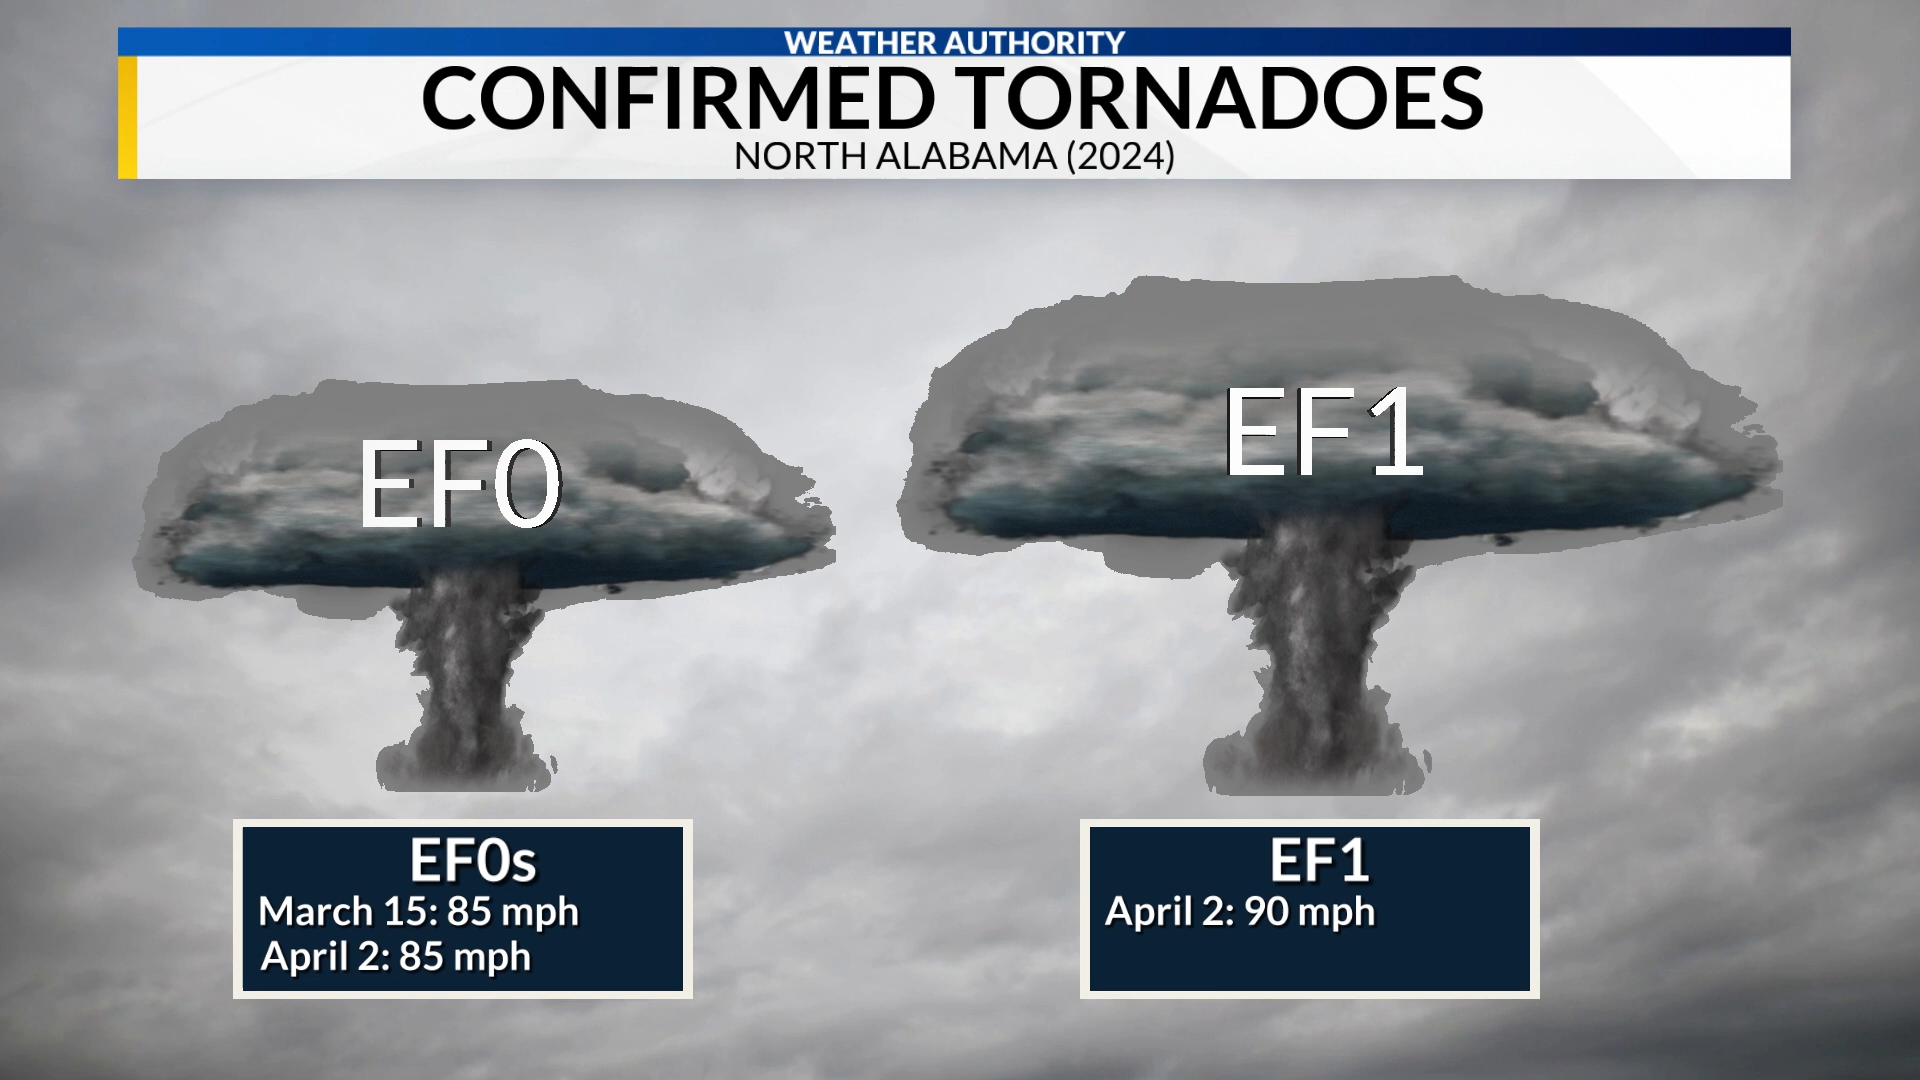 WEATHER AUTHORITY
CONFIRMED TORNADOES
NORTH ALABAMA (2024)
EF0
EF1
EF0s
March 15: 85 mph
April 2: 85 mph
EF1
April 2: 90 mph